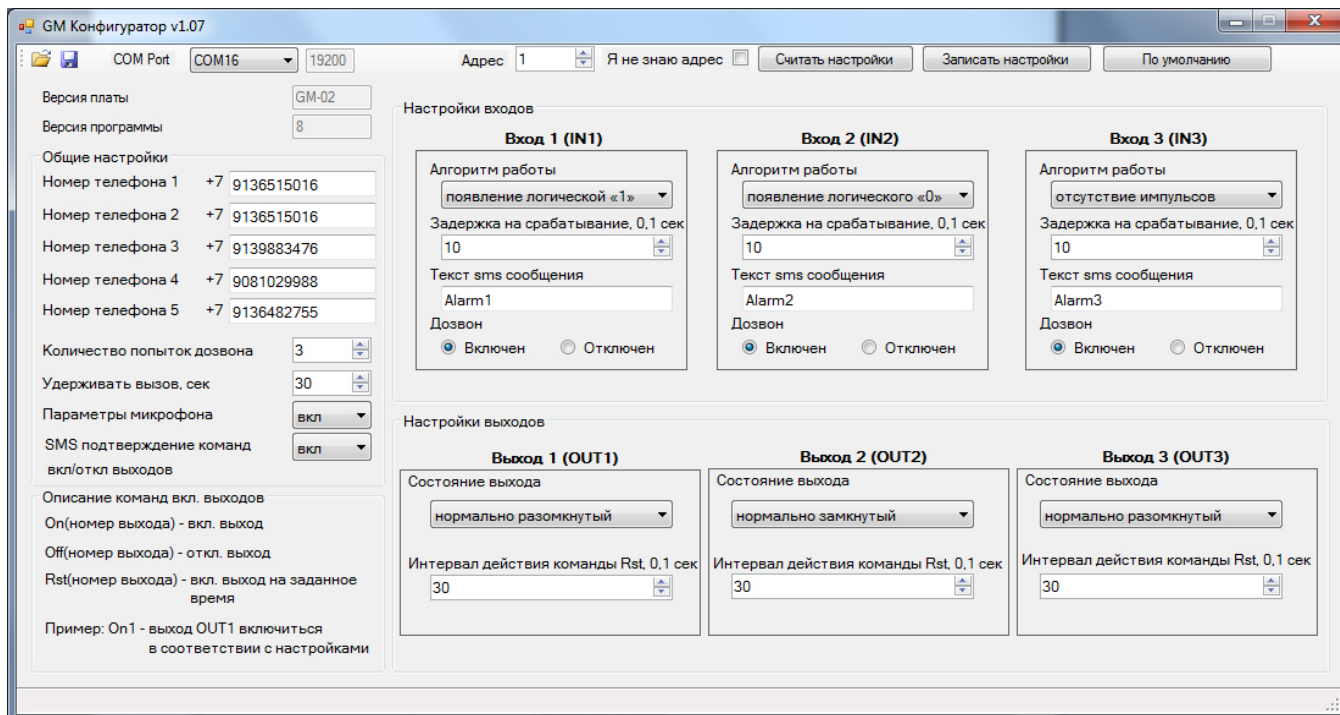 GM Конфигуратор v1.07
COM Port COM16 19200 Адрес 1 Я не знаю адрес Считать настройки Записать настройки По умолчанию
Версия платы GM-02
Версия программы 8
Общие настройки
Номер телефона 1 +7 9136515016
Номер телефона 2 +7 9136515016
Номер телефона 3 +7 9139883476
Номер телефона 4 +7 9081029988
Номер телефона 5 +7 9136482755
Количество попыток дозвона 3
Удерживать вызов, сек 30
Параметры микрофона вкл
SMS подтверждение команд вкл
вкл/откл выходов
Описание команд вкл. выходов
On(номер выхода) - вкл. выход
Off(номер выхода) - откл. выход
Rst(номер выхода) - вкл. выход на заданное
время
Пример: On1 - выход OUT1 включиться
в соответствии с настройками
Настройки входов
Вход 1 (IN1)
Алгоритм работы
появление логической «1»
Задержка на срабатывание, 0,1 сек
10
Текст sms сообщения
Alarm1
Дозвон
Включен Отключен
Вход 2 (IN2)
Алгоритм работы
появление логического «0»
Задержка на срабатывание, 0,1 сек
10
Текст sms сообщения
Alarm2
Дозвон
Включен Отключен
Вход 3 (IN3)
Алгоритм работы
отсутствие импульсов
Задержка на срабатывание, 0,1 сек
10
Текст sms сообщения
Alarm3
Дозвон
Включен Отключен
Настройки выходов
Выход 1 (OUT1)
Состояние выхода
нормально разомкнутый
Интервал действия команды Rst, 0,1 сек
30
Выход 2 (OUT2)
Состояние выхода
нормально замкнутый
Интервал действия команды Rst, 0,1 сек
30
Выход 3 (OUT3)
Состояние выхода
нормально разомкнутый
Интервал действия команды Rst, 0,1 сек
30